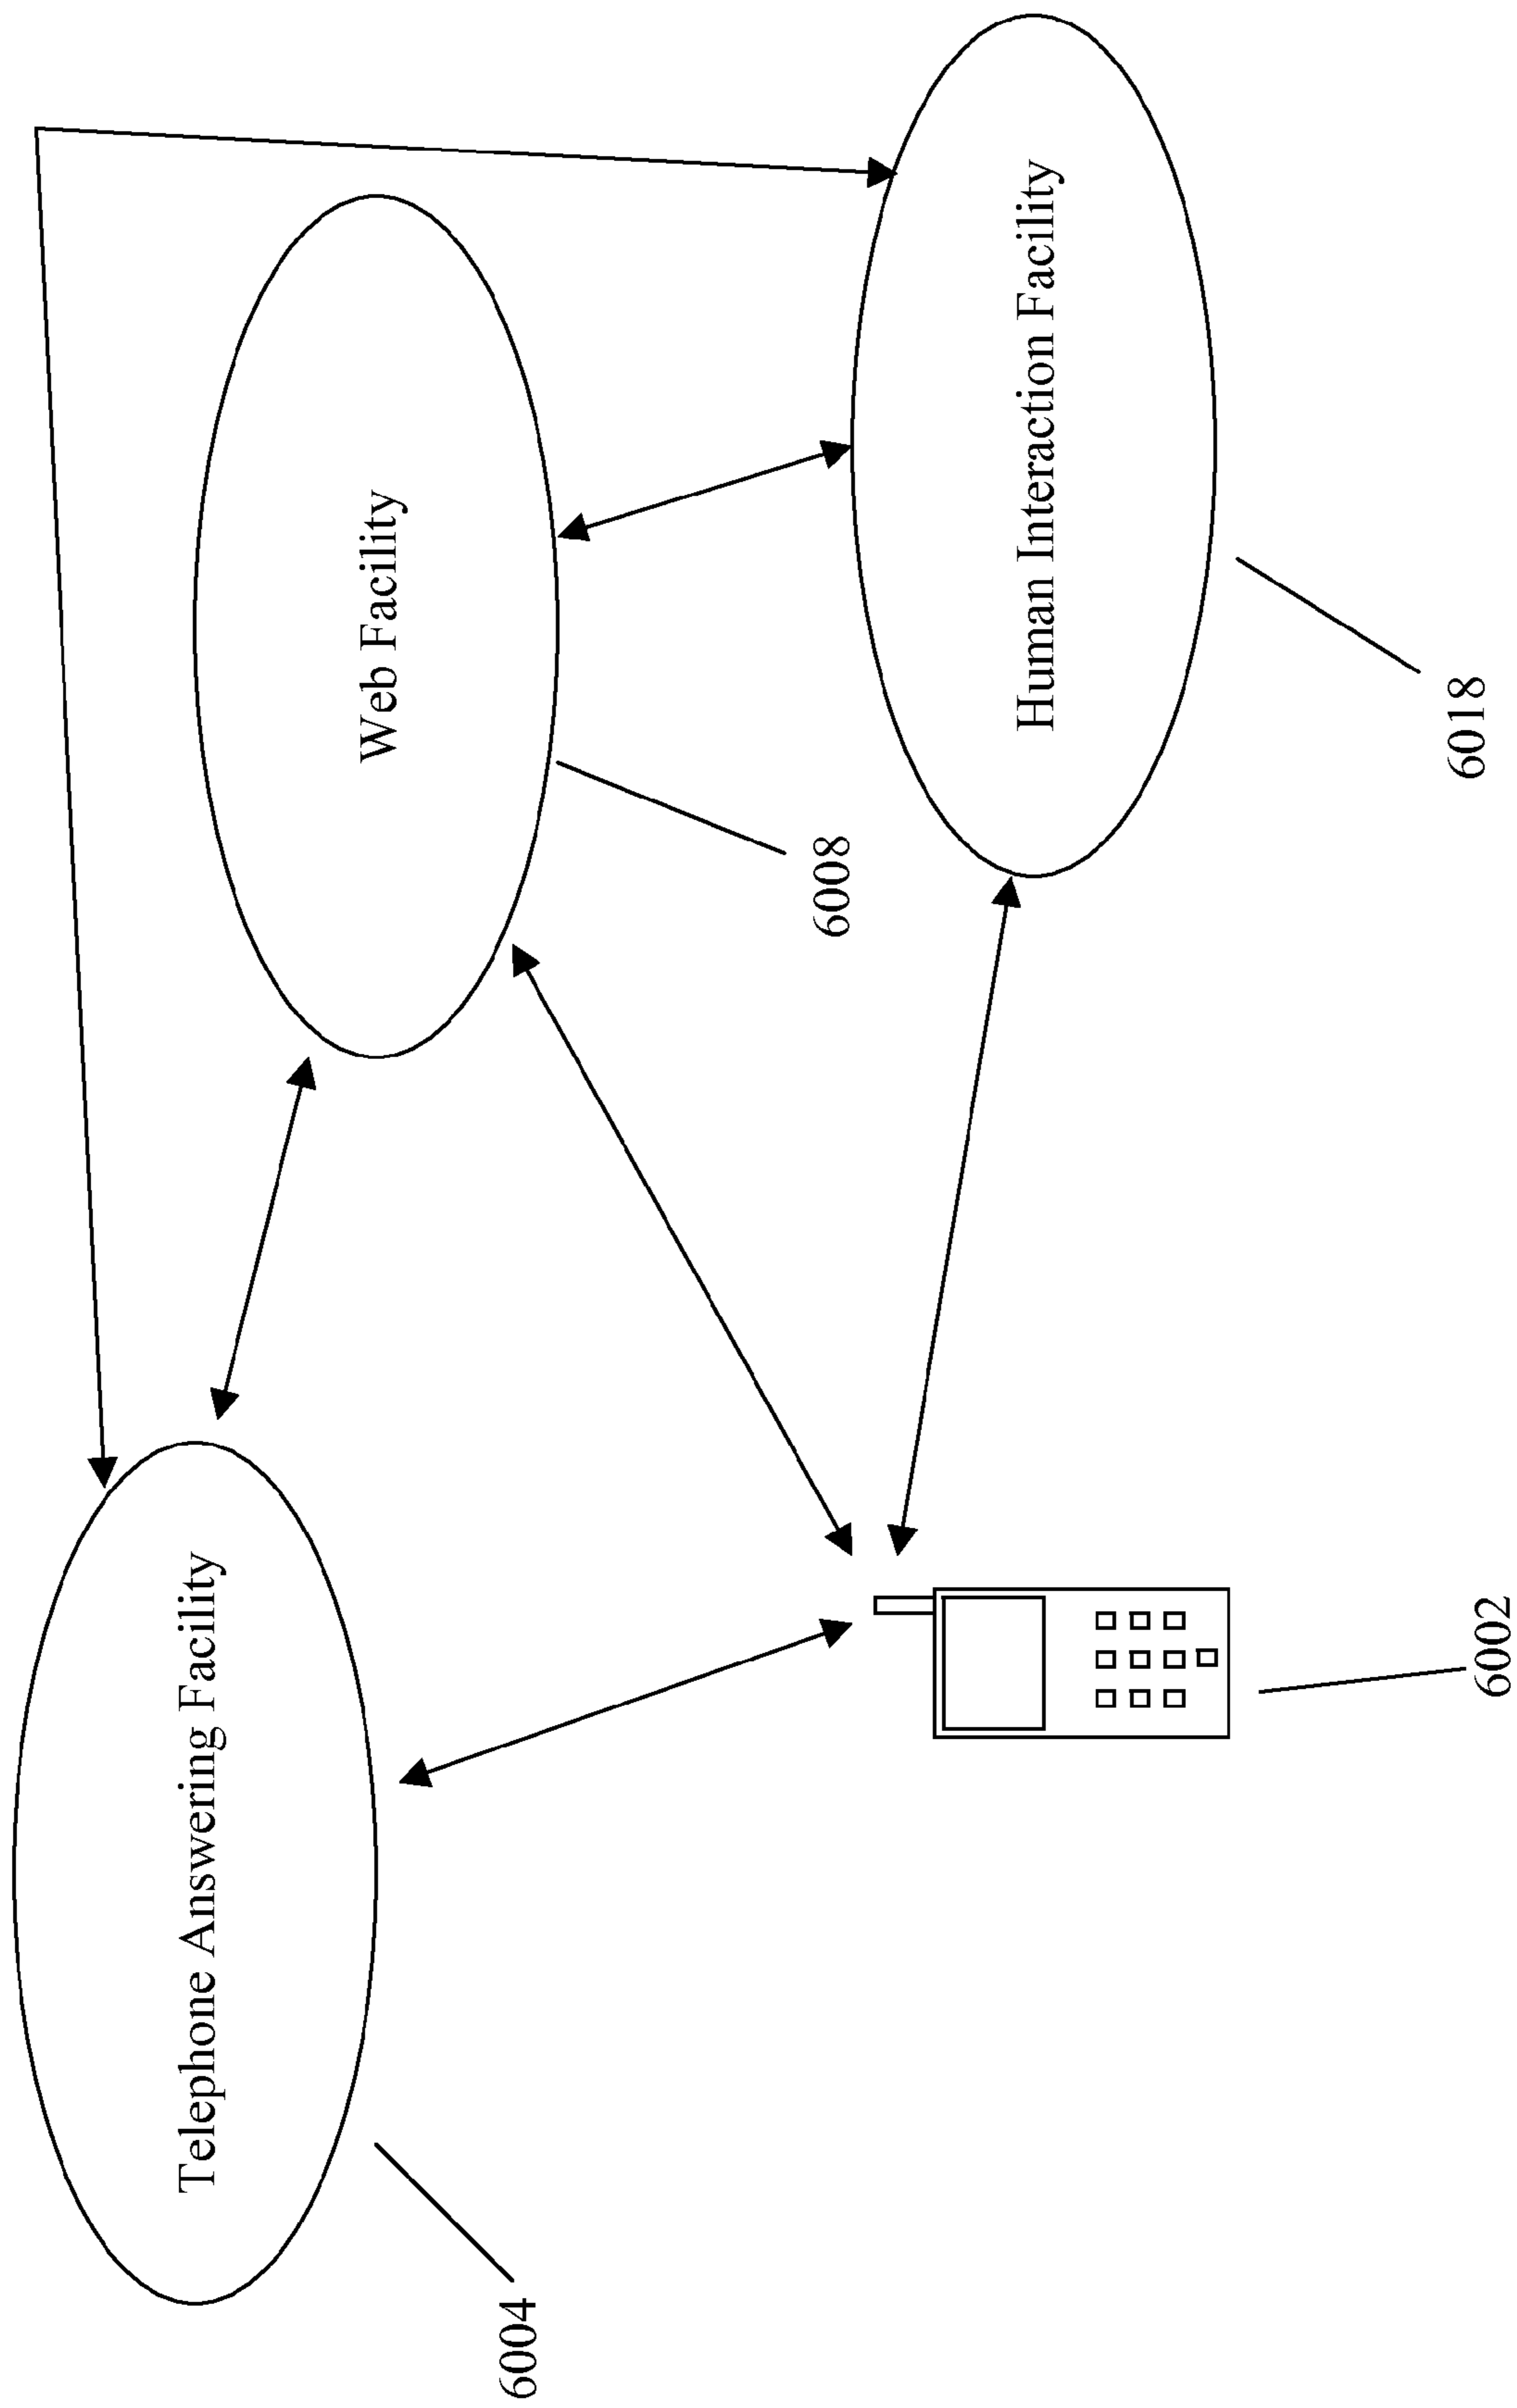 Telephone Answering Facility
6004
Web Facility
6008
Human Interaction Facility
6018
6002